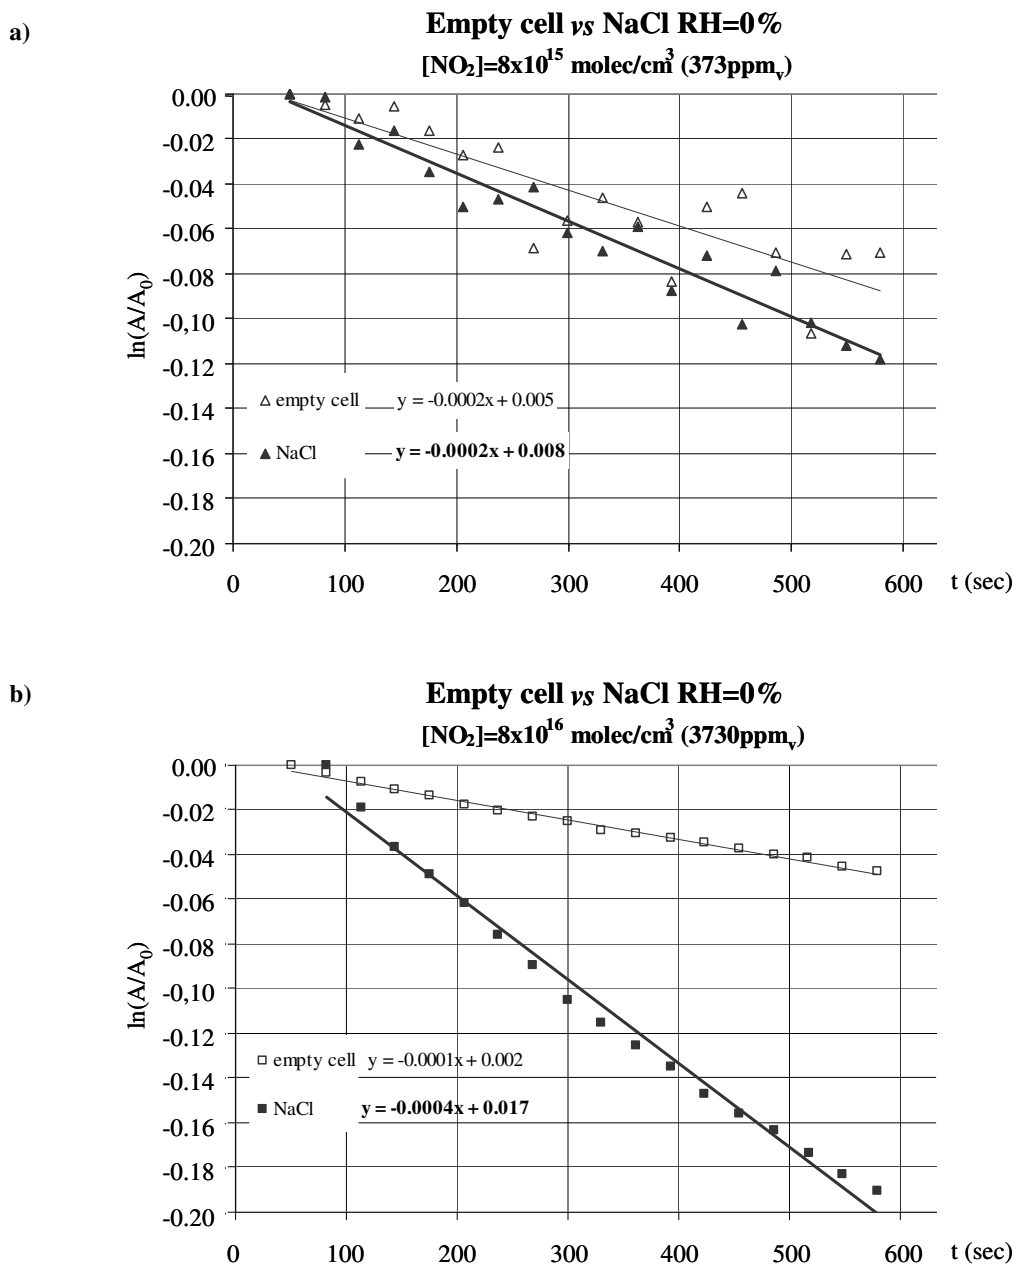 a)
Empty cell vs NaCl RH=0%
[NO2]=8x10^15 molec/cm^3 (373ppmv)
0.00
-0.02
-0.04
-0.06
-0.08
-0,10
-0.12
-0.14
-0.16
-0.18
-0.20
ln(A/A0)
empty cell y = -0.0002x + 0.005
NaCl y = -0.0002x + 0.008
0 100 200 300 400 500 600 t (sec)
b)
Empty cell vs NaCl RH=0%
[NO2]=8x10^16 molec/cm^3 (3730ppmv)
0.00
-0.02
-0.04
-0.06
-0.08
-0,10
-0.12
-0.14
-0.16
-0.18
-0.20
ln(A/A0)
empty cell y = -0.0001x + 0.002
NaCl y = -0.0004x + 0.017
0 100 200 300 400 500 600 t (sec)